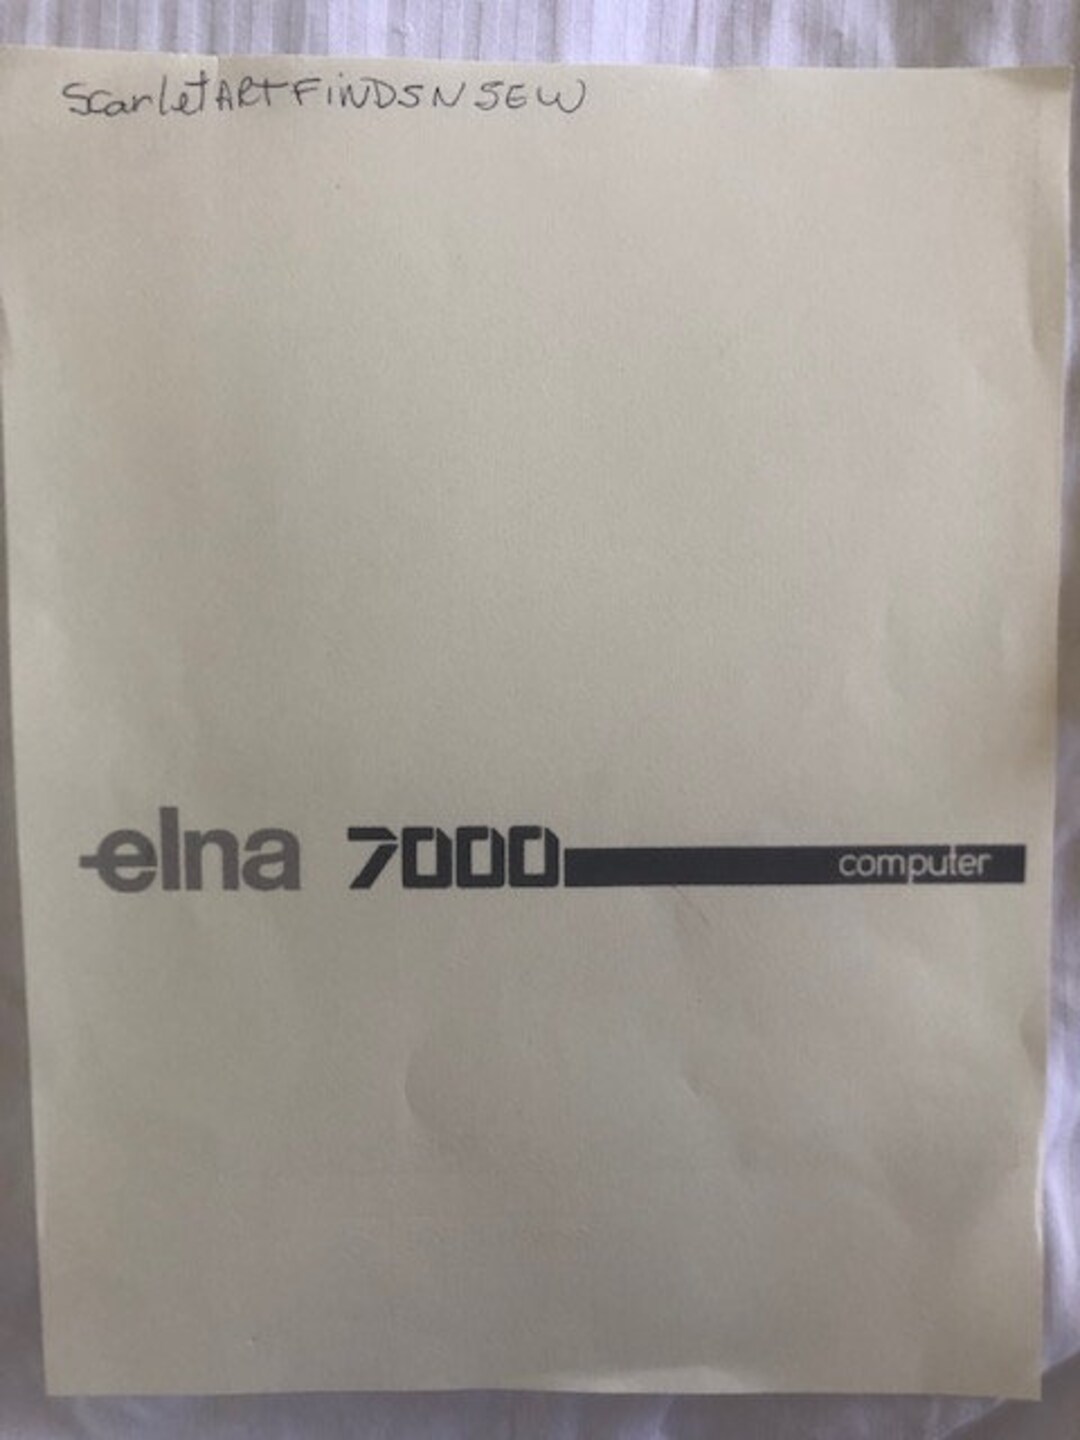 ScarletARTFiNDSNSEW
elna 7000 computer